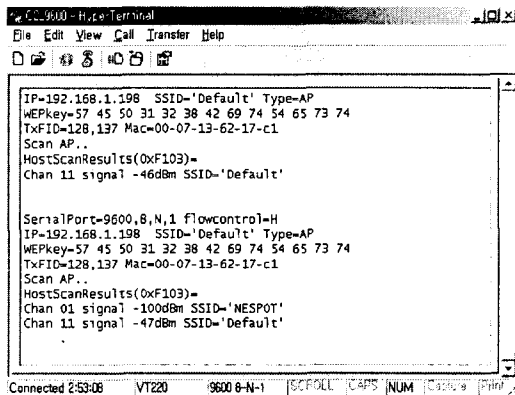 CC_9600 - HyperTerminal
File Edit View Call Transfer Help
IP=192.168.1.198 SSID='Default' Type=AP
WEPkey=57 45 50 31 32 38 42 69 74 54 65 73 74
TxFID=128,137 Mac=00-07-13-62-17-c1
Scan AP..
HostScanResults(0xF103)=
Chan 11 signal -46dBm SSID='Default'
SerialPort=9600,8,N,1 flowcontrol=H
IP=192.168.1.198 SSID='Default' Type=AP
WEPkey=57 45 50 31 32 38 42 69 74 54 65 73 74
TxFID=128,137 Mac=00-07-13-62-17-c1
Scan AP..
HostScanResults(0xF103)=
Chan 01 signal -100dBm SSID='NESPOT'
Chan 11 signal -47dBm SSID='Default'
Connected 2:53:08 VT220 9600 8-N-1 SCROLL CAPS NUM Capture Print